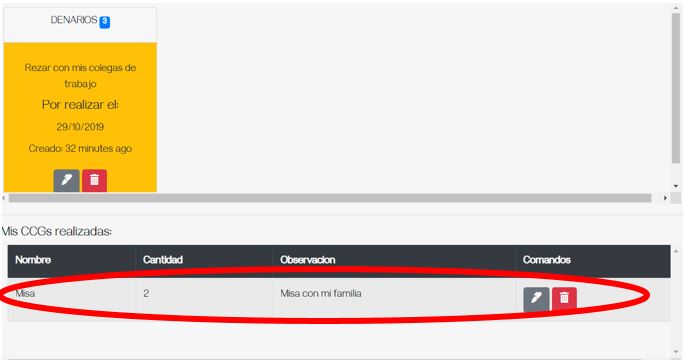 DENARIOS 3
Rezar con mis colegas de
trabajo
Por realizar el:
29/10/2019
Creado: 32 minutes ago
Mis CCGs realizadas:
Nombre Cantidad Observacion Comandos
Misa 2 Misa con mi familia